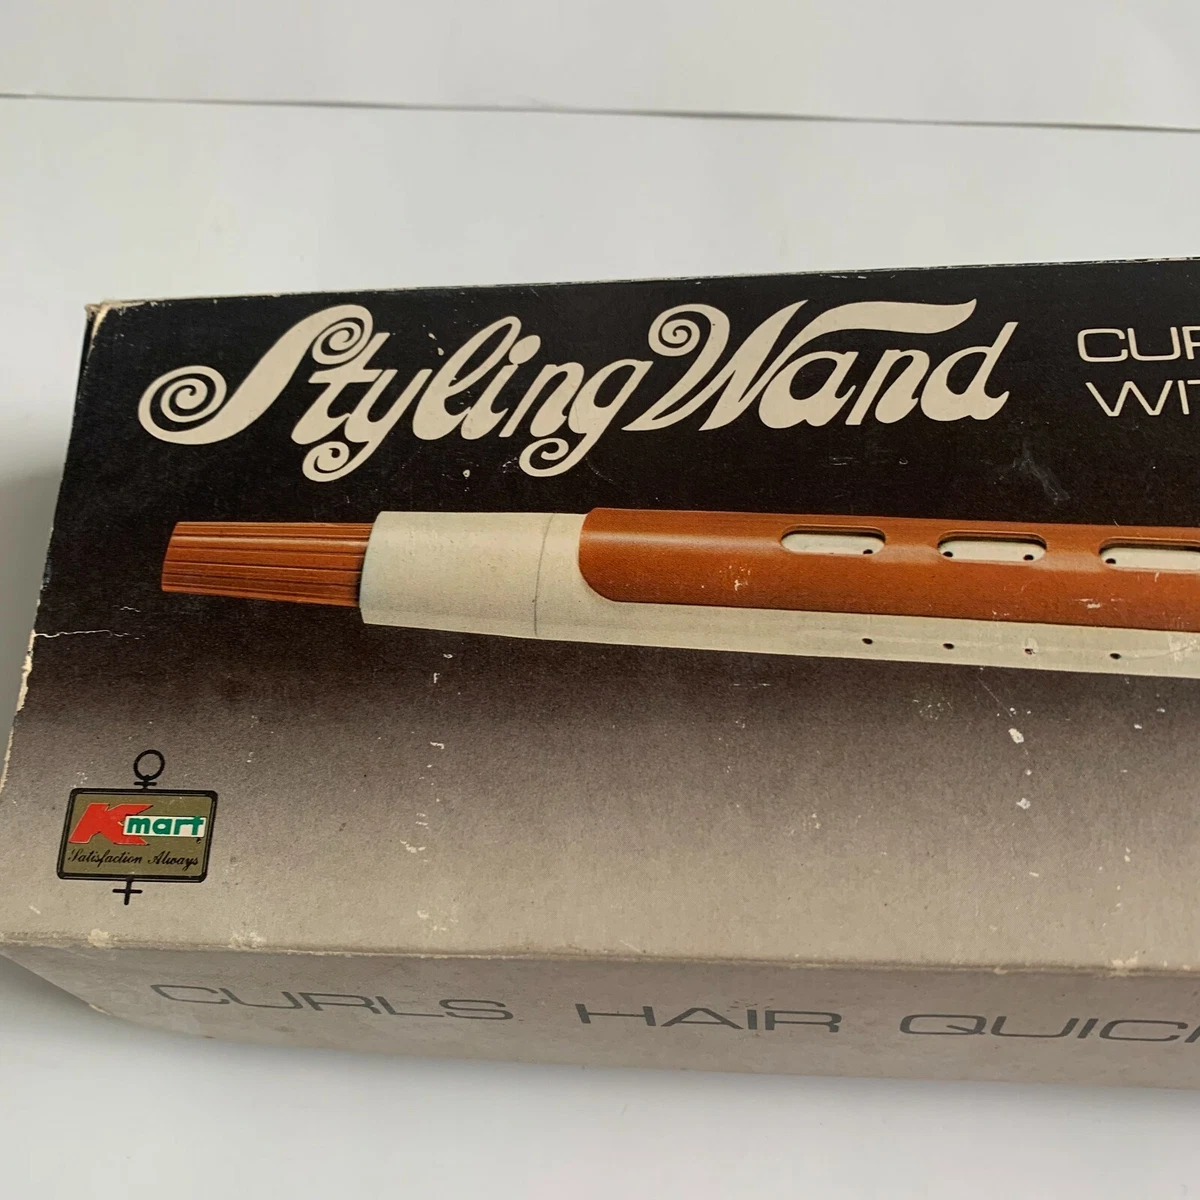 Styling Wand
CUR
WIT
Kmart
Satisfaction Always
CURLS HAIR QUIC